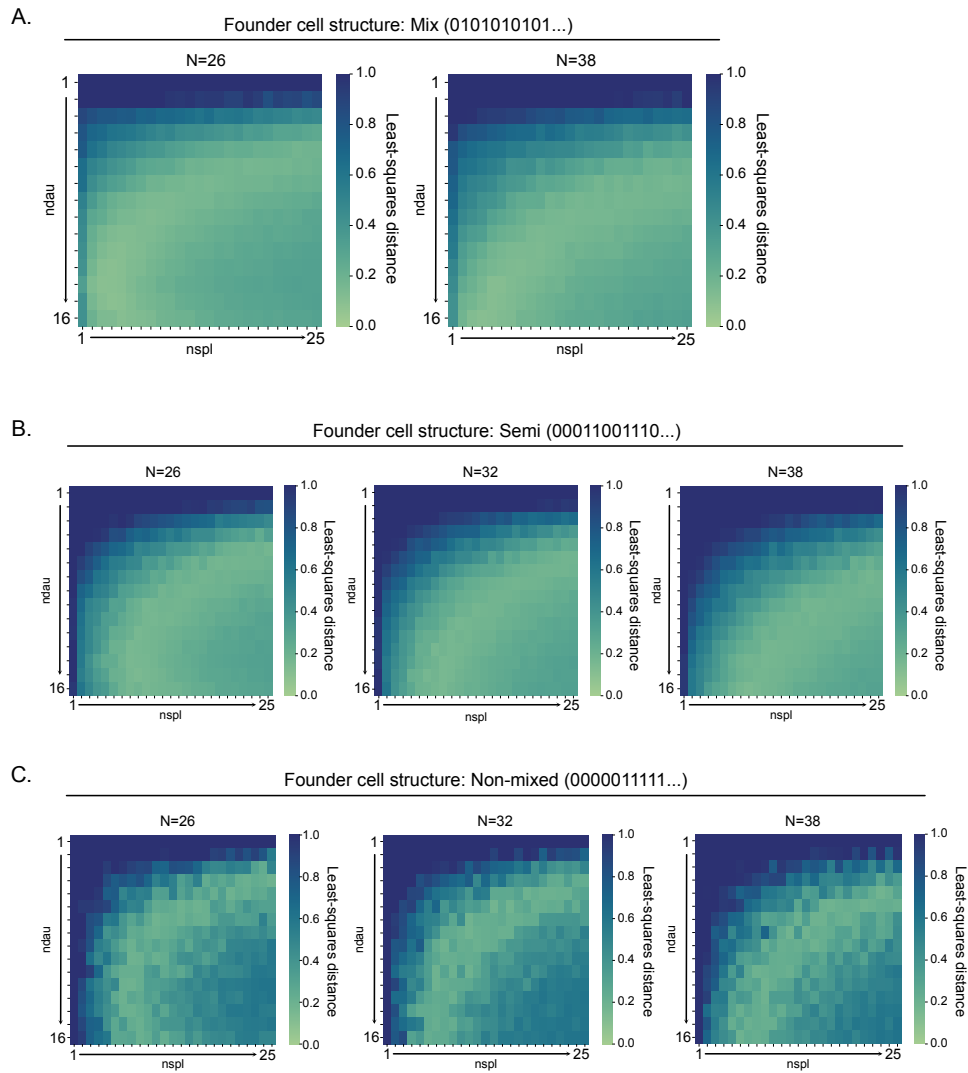 A.
Founder cell structure: Mix (0101010101...)
N=26
N=38
1
ndau
16
1
nspl
25
1.0
0.8
0.6
0.4
0.2
0.0
Least-squares distance
1
ndau
16
1
nspl
25
1.0
0.8
0.6
0.4
0.2
0.0
Least-squares distance
B.
Founder cell structure: Semi (00011001110...)
N=26
N=32
N=38
1
ndau
16
1
nspl
25
1.0
0.8
0.6
0.4
0.2
0.0
Least-squares distance
1
ndau
16
1
nspl
25
1.0
0.8
0.6
0.4
0.2
0.0
Least-squares distance
1
ndau
16
1
nspl
25
1.0
0.8
0.6
0.4
0.2
0.0
Least-squares distance
C.
Founder cell structure: Non-mixed (0000011111...)
N=26
N=32
N=38
1
ndau
16
1
nspl
25
1.0
0.8
0.6
0.4
0.2
0.0
Least-squares distance
1
ndau
16
1
nspl
25
1.0
0.8
0.6
0.4
0.2
0.0
Least-squares distance
1
ndau
16
1
nspl
25
1.0
0.8
0.6
0.4
0.2
0.0
Least-squares distance